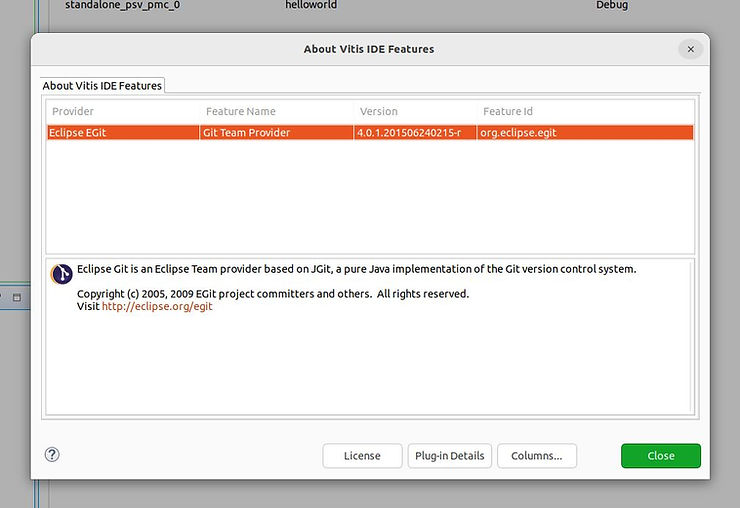 standalone_psv_pmc_0 helloworld Debug
About Vitis IDE Features
About Vitis IDE Features
Provider Feature Name Version Feature Id
Eclipse EGit Git Team Provider 4.0.1.201506240215-r org.eclipse.egit
Eclipse Git is an Eclipse Team provider based on JGit, a pure Java implementation of the Git version control system.
Copyright (c) 2005, 2009 EGit project committers and others. All rights reserved.
Visit http://eclipse.org/egit
License Plug-in Details Columns... Close